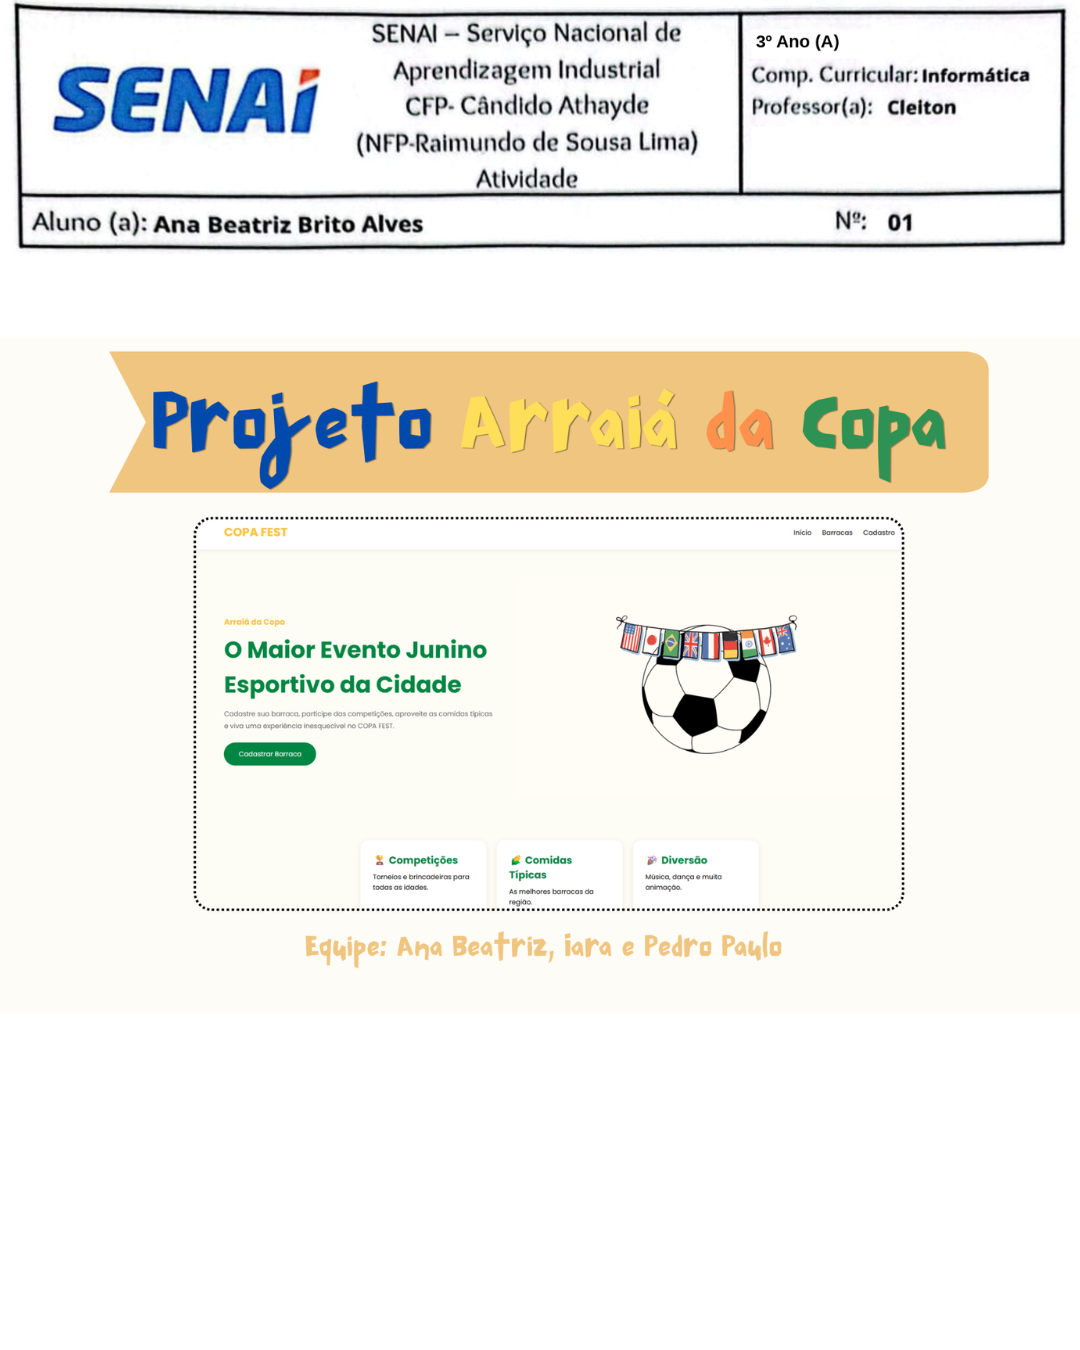 SENAI
SENAI – Serviço Nacional de
Aprendizagem Industrial
CFP- Cândido Athayde
(NFP-Raimundo de Sousa Lima)
Atividade
3º Ano (A)
Comp. Curricular: Informática
Professor(a): Cleiton
Aluno (a): Ana Beatriz Brito Alves
Nº: 01
Projeto Arraiá da Copa
COPA FEST
Início Barracas Cadastro
Arraiá da Copa
O Maior Evento Junino
Esportivo da Cidade
Cadastre sua barraca, participe das competições, aproveite as comidas típicas
e viva uma experiência inesquecível no COPA FEST.
Cadastrar Barraca
Competições
Torneios e brincadeiras para
todas as idades.
Comidas
Típicas
As melhores barracas da
região.
Diversão
Música, dança e muita
animação.
Equipe: Ana Beatriz, iara e Pedro Paulo